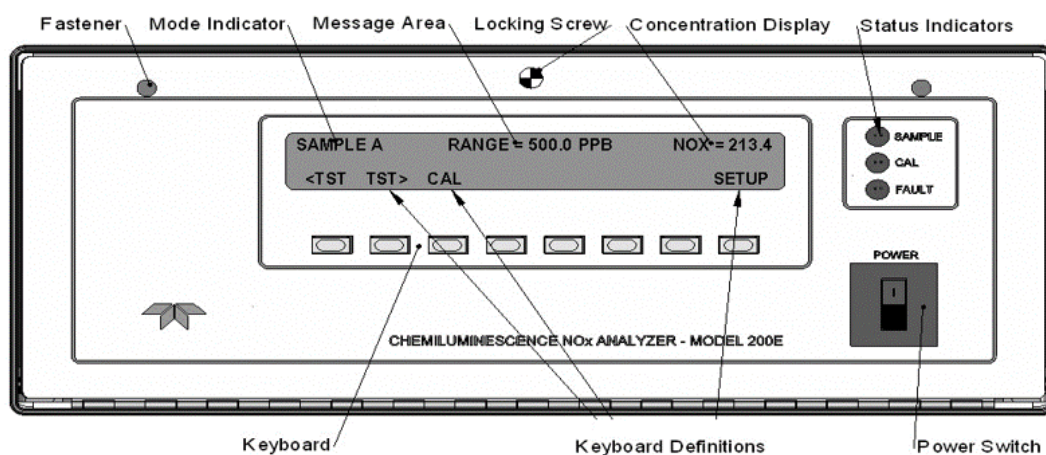 Fastener Mode Indicator Message Area Locking Screw Concentration Display Status Indicators
SAMPLE A RANGE = 500.0 PPB NOX = 213.4
<TST TST> CAL SETUP
SAMPLE
CAL
FAULT
POWER
I
CHEMILUMINESCENCE NOx ANALYZER - MODEL 200E
Keyboard Keyboard Definitions Power Switch